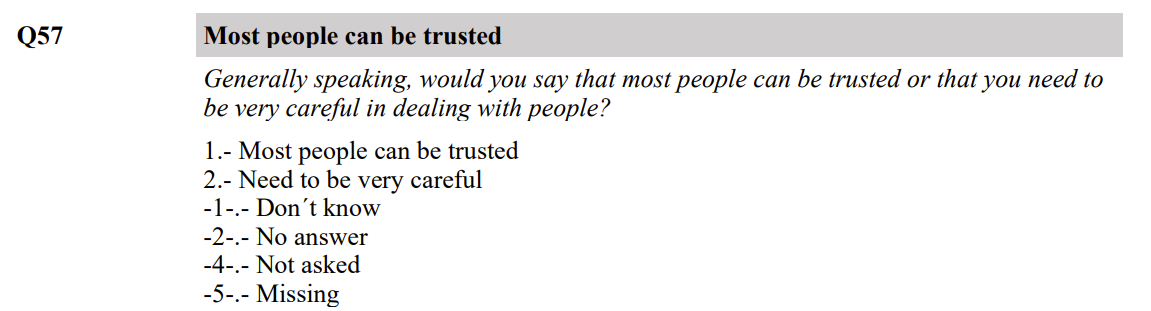 Q57 Most people can be trusted
Generally speaking, would you say that most people can be trusted or that you need to
be very careful in dealing with people?
1.- Most people can be trusted
2.- Need to be very careful
-1-.- Don´t know
-2-.- No answer
-4-.- Not asked
-5-.- Missing